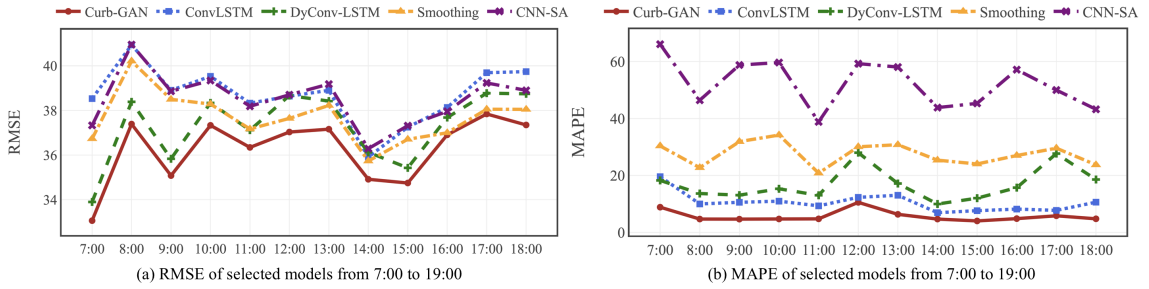 Curb-GAN ConvLSTM DyConv-LSTM Smoothing CNN-SA
RMSE
40
38
36
34
7:00 8:00 9:00 10:00 11:00 12:00 13:00 14:00 15:00 16:00 17:00 18:00
(a) RMSE of selected models from 7:00 to 19:00
Curb-GAN ConvLSTM DyConv-LSTM Smoothing CNN-SA
MAPE
60
40
20
0
7:00 8:00 9:00 10:00 11:00 12:00 13:00 14:00 15:00 16:00 17:00 18:00
(b) MAPE of selected models from 7:00 to 19:00